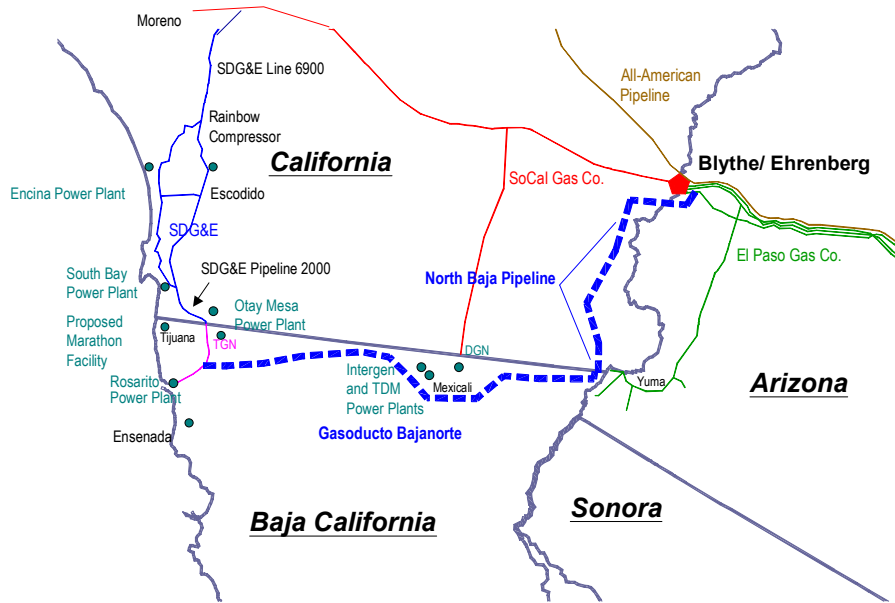 Moreno
SDG&E Line 6900
All-American
Pipeline
Rainbow
Compressor
California
Blythe/ Ehrenberg
SoCal Gas Co.
Encina Power Plant
Escodido
SDG&E
El Paso Gas Co.
SDG&E Pipeline 2000
North Baja Pipeline
South Bay
Power Plant
Otay Mesa
Power Plant
Proposed
Marathon
Facility
Tijuana
TGN
DGN
Rosarito
Power Plant
Intergen
and TDM
Power Plants
Mexicali
Yuma
Arizona
Ensenada
Gasoducto Bajanorte
Baja California
Sonora